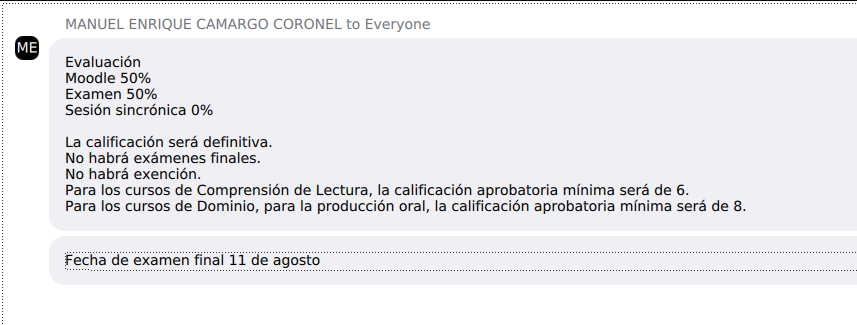 MANUEL ENRIQUE CAMARGO CORONEL to Everyone
ME
Evaluación
Moodle 50%
Examen 50%
Sesión sincrónica 0%
La calificación será definitiva.
No habrá exámenes finales.
No habrá exención.
Para los cursos de Comprensión de Lectura, la calificación aprobatoria mínima será de 6.
Para los cursos de Dominio, para la producción oral, la calificación aprobatoria mínima será de 8.
Fecha de examen final 11 de agosto